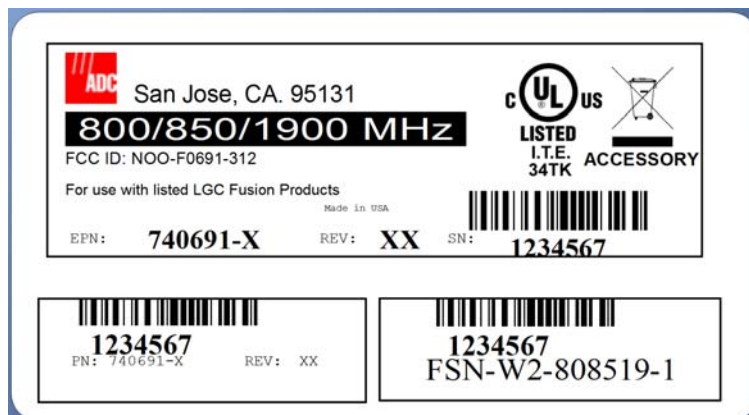 ADC
San Jose, CA. 95131
800/850/1900 MHz
FCC ID: NOO-F0691-312
For use with listed LGC Fusion Products
Made in USA
EPN: 740691-X REV: XX SN: 1234567
C UL US
®
LISTED
I.T.E.
34TK
ACCESSORY
1234567
PN: 740691-X REV: XX
1234567
FSN-W2-808519-1